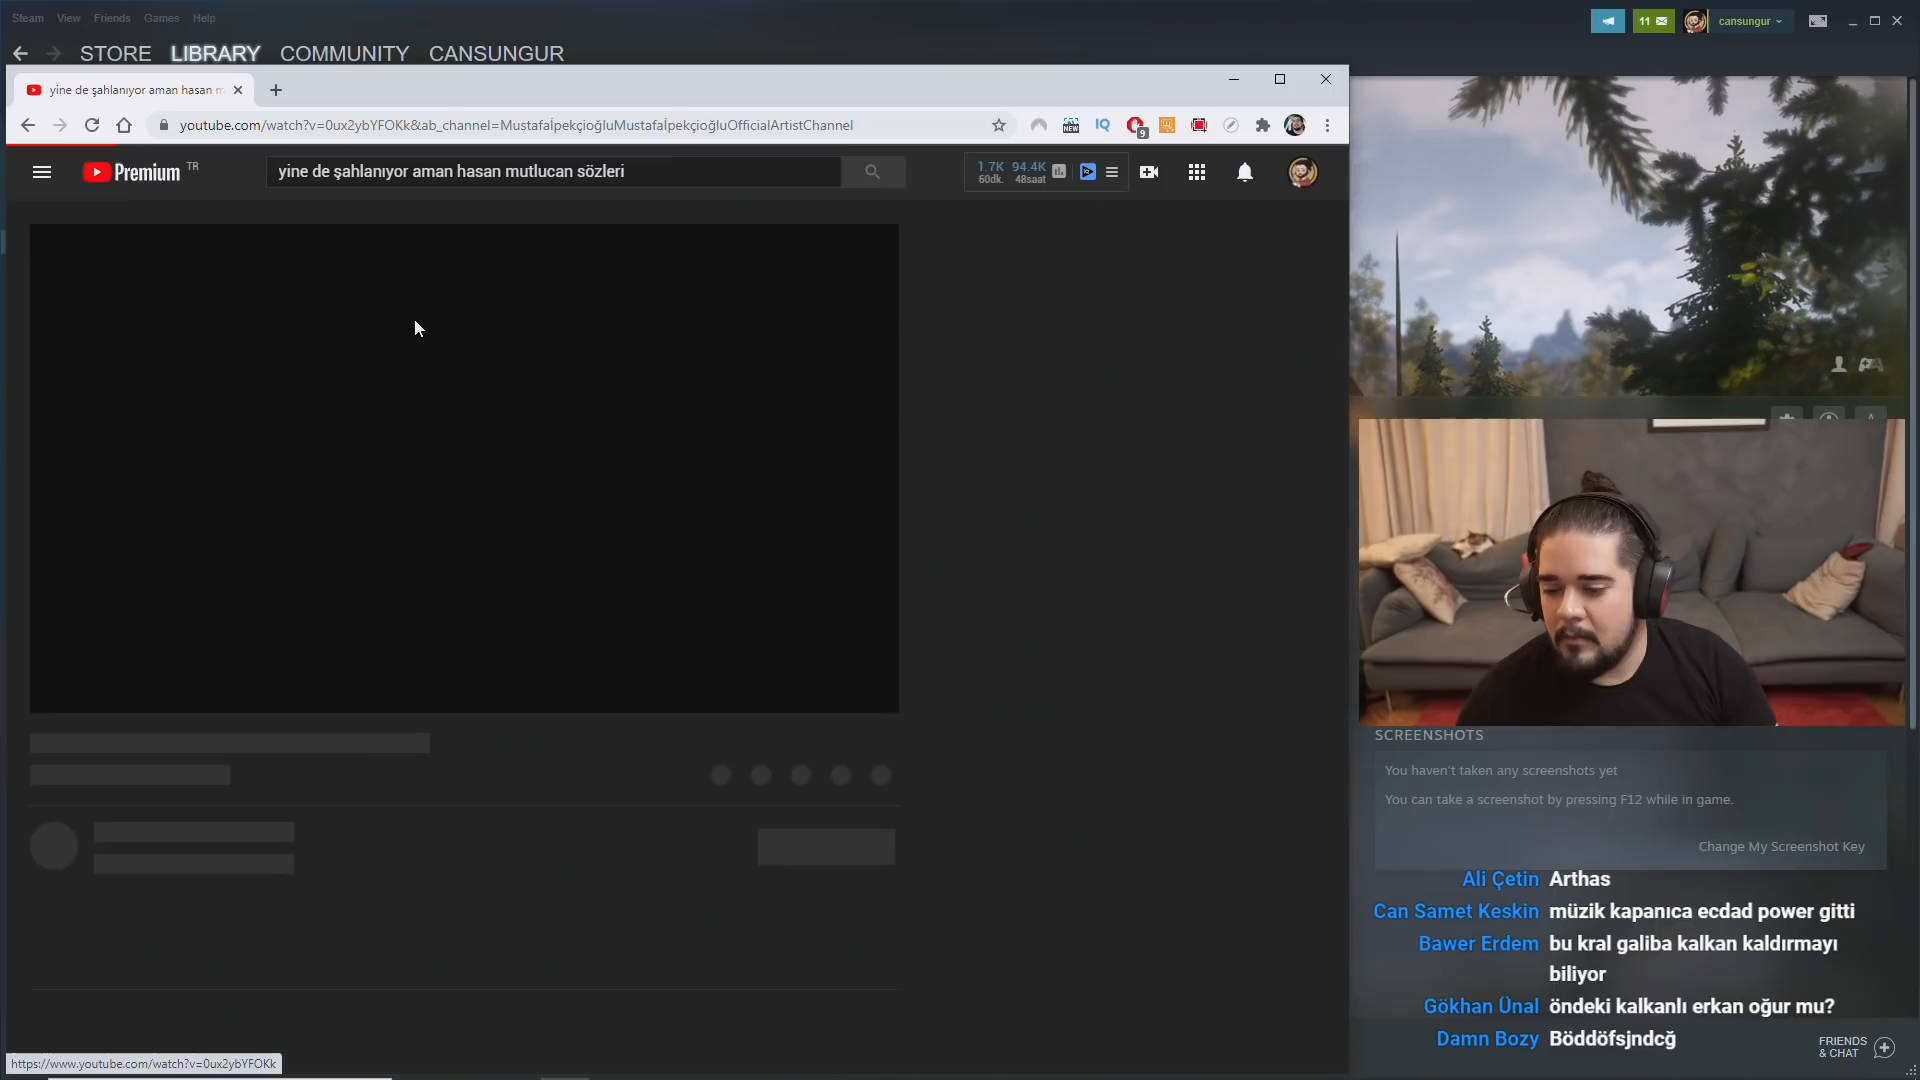 Steam View Friends Games Help
11 cansungur
STORE LIBRARY COMMUNITY CANSUNGUR
yine de şahlanıyor aman hasan m
youtube.com/watch?v=0ux2ybYFOKk&ab_channel=MustafaİpekçioğluMustafaİpekçioğluOfficialArtistChannel
NEW IQ 9
Premium TR
yine de şahlanıyor aman hasan mutlucan sözleri
1.7K 94.4K
60dk. 48saat
SCREENSHOTS
You haven't taken any screenshots yet
You can take a screenshot by pressing F12 while in game.
Change My Screenshot Key
Ali Çetin Arthas
Can Samet Keskin müzik kapanıca ecdad power gitti
Bawer Erdem bu kral galiba kalkan kaldırmayı
biliyor
Gökhan Ünal öndeki kalkanlı erkan oğur mu?
Damn Bozy Böddöfsjndcğ
FRIENDS
& CHAT
https://www.youtube.com/watch?v=0ux2ybYFOKk